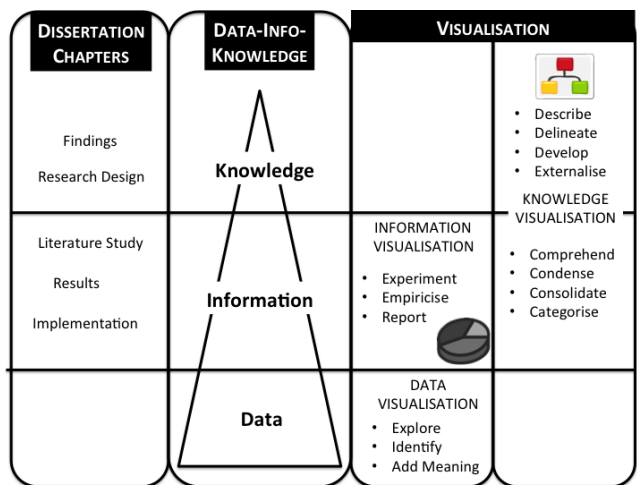 DISSERTATION
CHAPTERS
DATA-INFO-
KNOWLEDGE
VISUALISATION
Findings
Research Design
Knowledge
• Describe
• Delineate
• Develop
• Externalise
KNOWLEDGE
VISUALISATION
Literature Study
Results
Implementation
Information
INFORMATION
VISUALISATION
• Experiment
• Empiricise
• Report
• Comprehend
• Condense
• Consolidate
• Categorise
Data
DATA
VISUALISATION
• Explore
• Identify
• Add Meaning